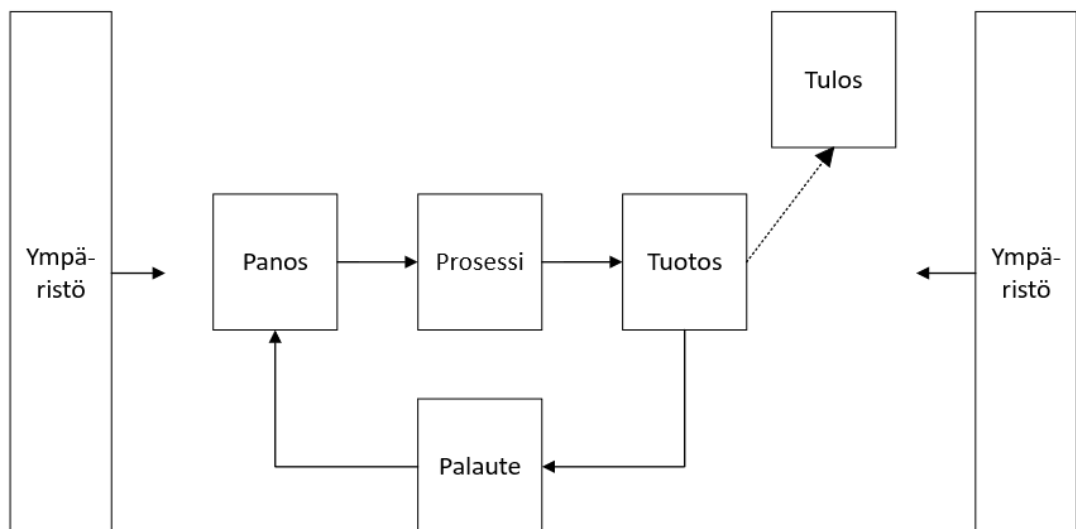 Tulos
Ympä-
ristö
Panos
Prosessi
Tuotos
Ympä-
ristö
Palaute